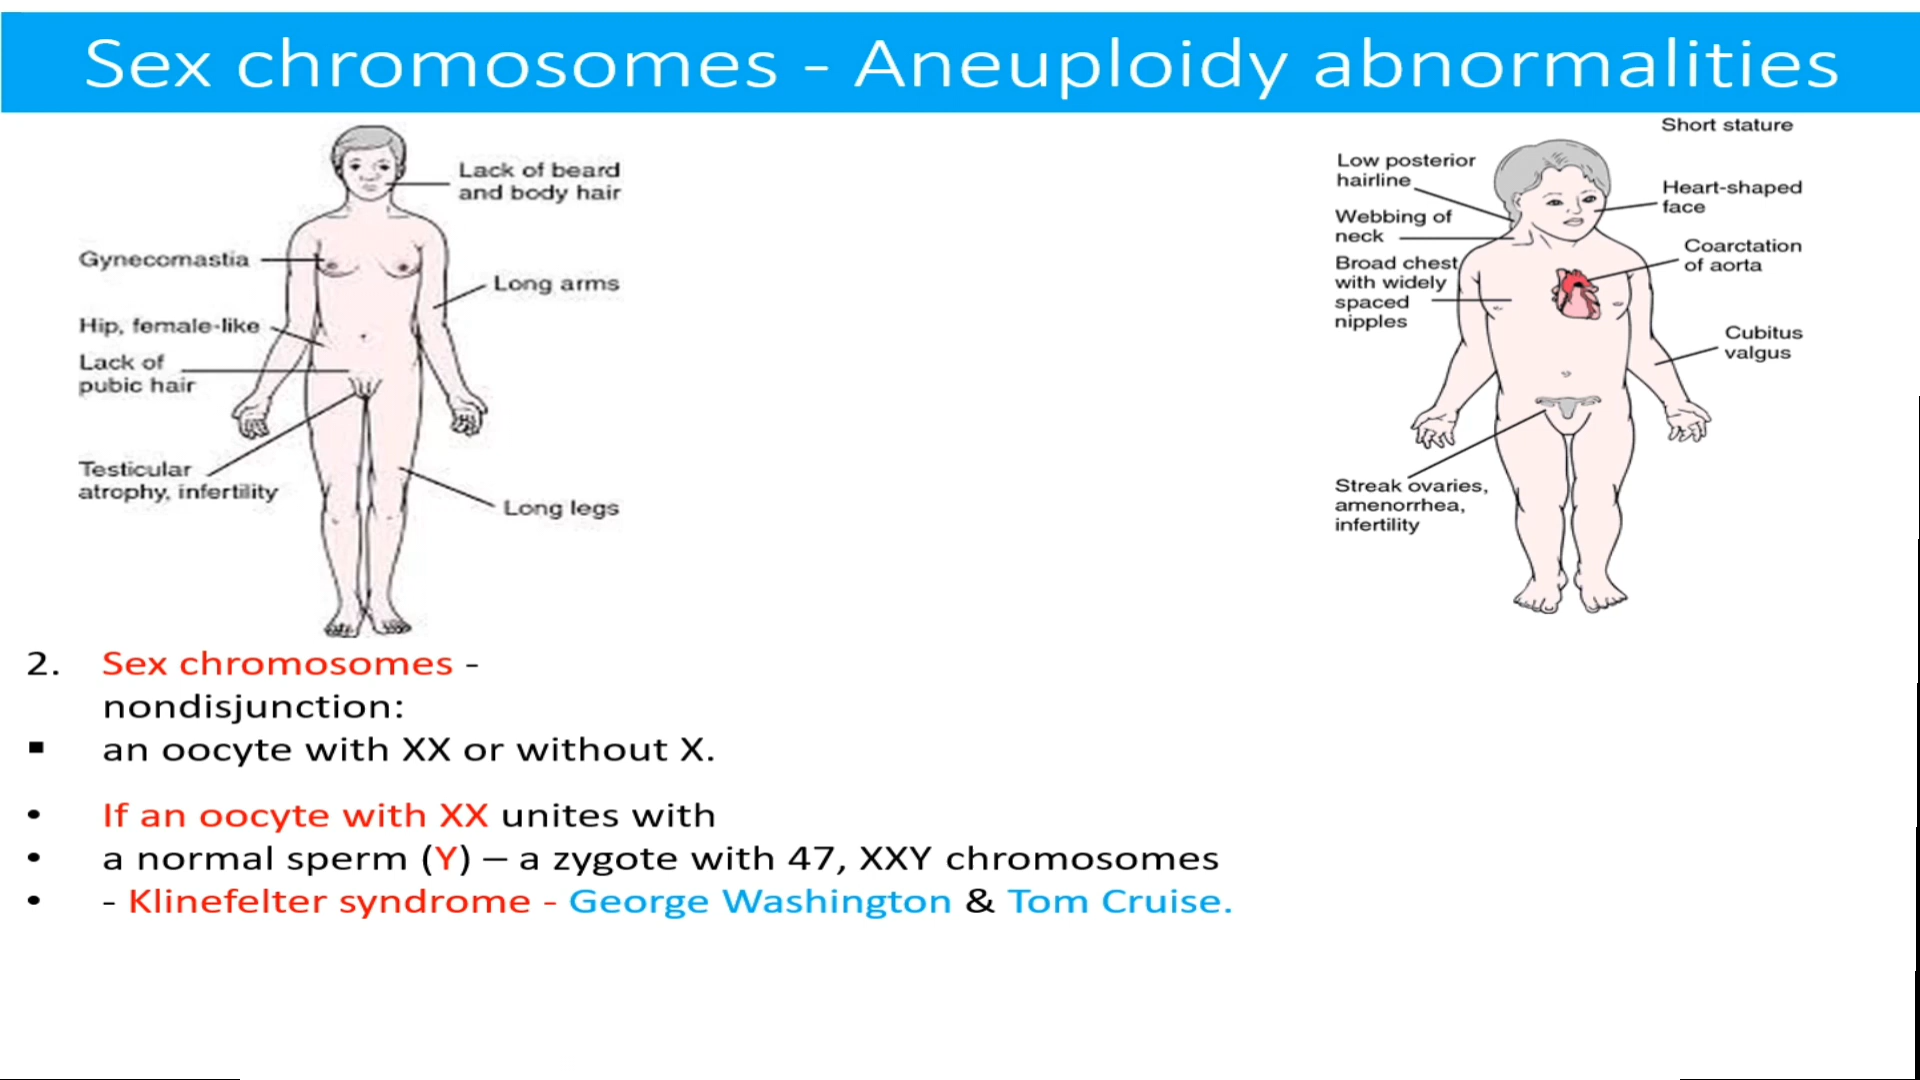 Sex chromosomes - Aneuploidy abnormalities
Lack of beard
and body hair
Gynecomastia
Long arms
Hip, female-like
Lack of
pubic hair
Testicular
atrophy, infertility
Long legs
Short stature
Low posterior
hairline
Heart-shaped
face
Webbing of
neck
Coarctation
of aorta
Broad chest
with widely
spaced
nipples
Cubitus
valgus
Streak ovaries,
amenorrhea,
infertility
2. Sex chromosomes -
nondisjunction:
▪ an oocyte with XX or without X.
• If an oocyte with XX unites with
• a normal sperm (Y) – a zygote with 47, XXY chromosomes
• - Klinefelter syndrome - George Washington & Tom Cruise.